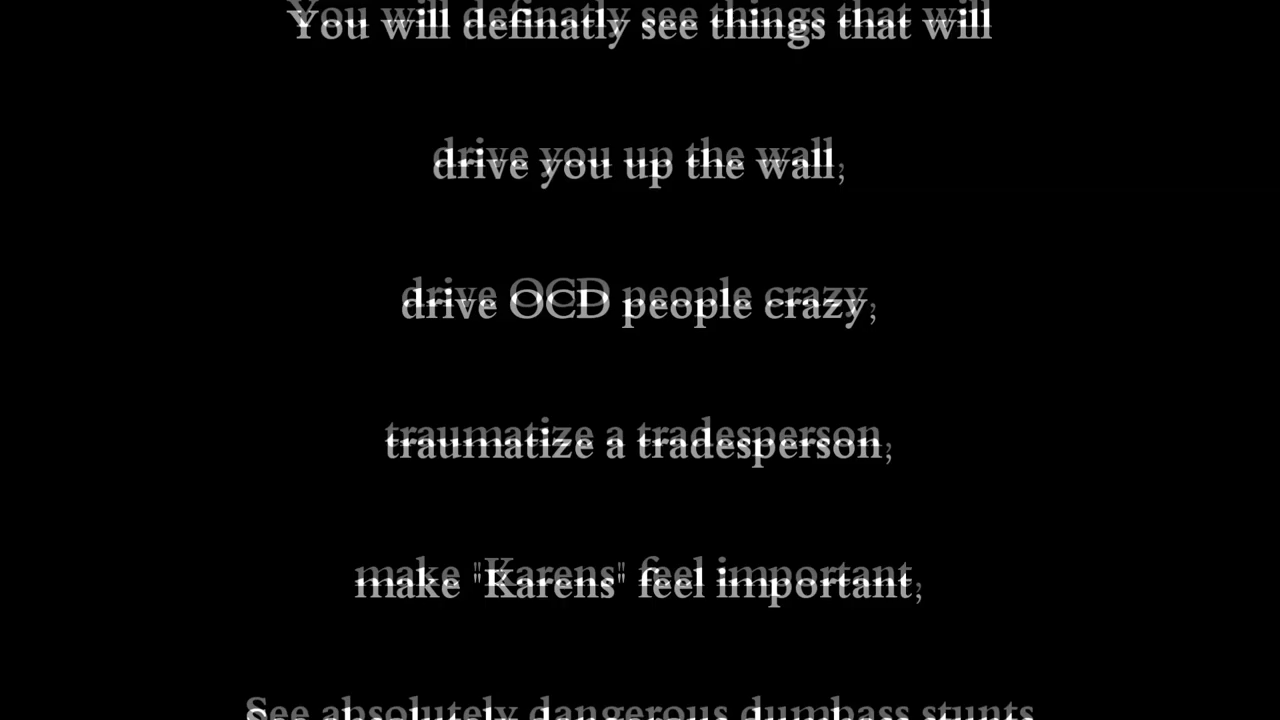 You will definatly see things that will
drive you up the wall,
drive OCD people crazy,
traumatize a tradesperson,
make "Karens" feel important,
See absolutely dangerous dumbass stunts